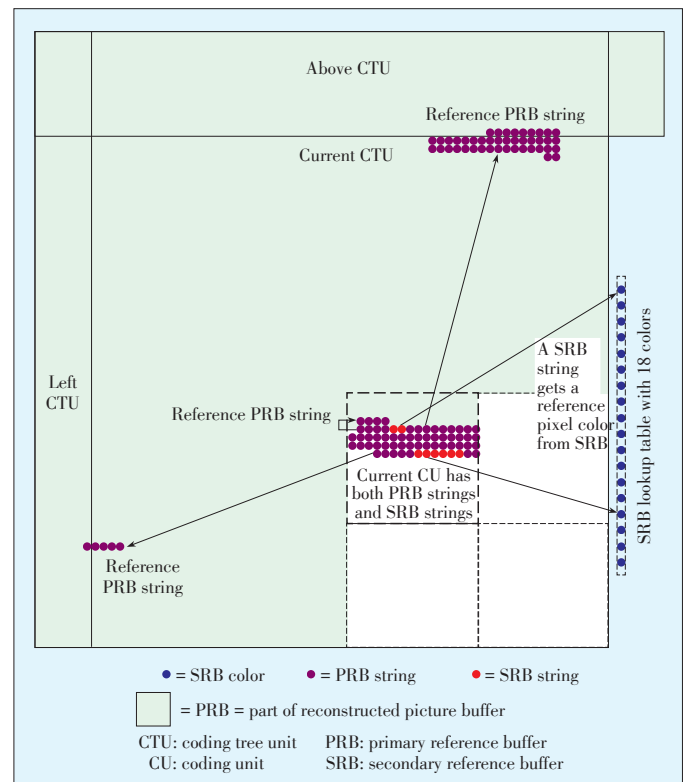 Above CTU
Reference PRB string
Current CTU
Left
CTU
A SRB
string
gets a
reference
pixel color
from SRB
SRB lookup table with 18 colors
Reference PRB string
Current CU has
both PRB strings
and SRB strings
Reference
PRB string
= SRB color = PRB string = SRB string
= PRB = part of reconstructed picture buffer
CTU: coding tree unit PRB: primary reference buffer
CU: coding unit SRB: secondary reference buffer